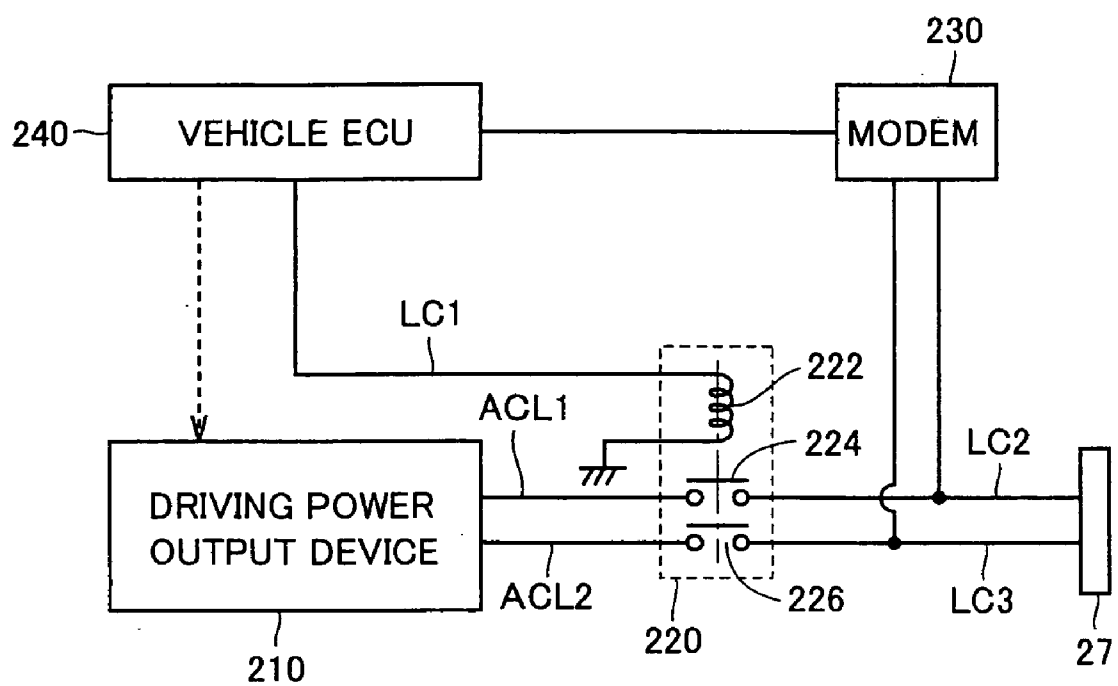 230
240
VEHICLE ECU
MODEM
LC1
222
ACL1
224
LC2
DRIVING POWER
OUTPUT DEVICE
ACL2
226
LC3
220
27
210